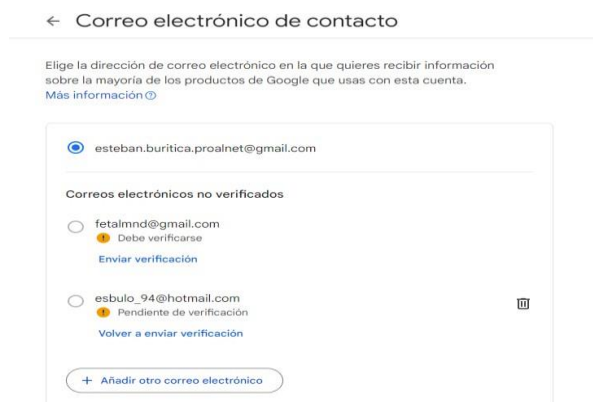 Correo electrónico de contacto
Elige la dirección de correo electrónico en la que quieres recibir información
sobre la mayoría de los productos de Google que usas con esta cuenta.
Más información
esteban.buritica.proalnet@gmail.com
Correos electrónicos no verificados
fetalmnd@gmail.com
Debe verificarse
Enviar verificación
esbulo_94@hotmail.com
Pendiente de verificación
Volver a enviar verificación
+ Añadir otro correo electrónico